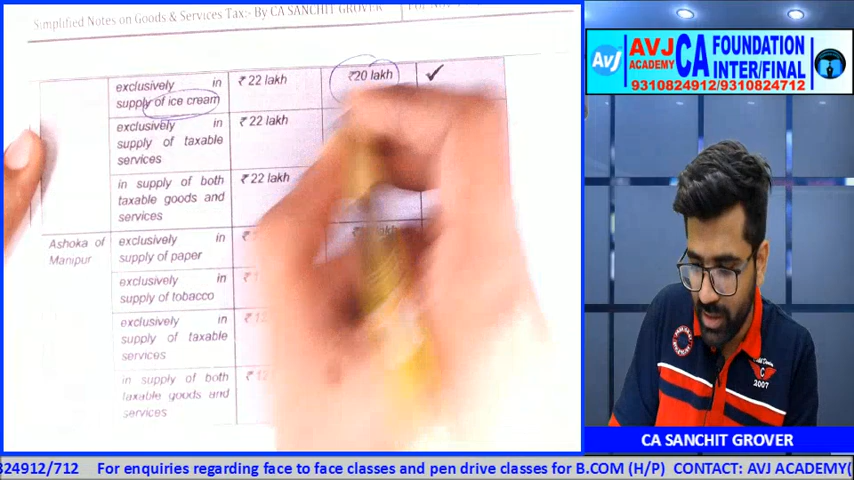 Simplified Notes on Goods & Services Tax:- By CA SANCHIT GROVER
exclusively in
supply of ice cream
₹ 22 lakh
₹20 lakh
✓
exclusively in
supply of taxable
services
₹ 22 lakh
in supply of both
taxable goods and
services
₹ 22 lakh
Ashoka of
Manipur
exclusively in
supply of paper
exclusively in
supply of tobacco
exclusively in
supply of taxable
services
in supply of both
taxable goods and
services
AVJ
AVJ
ACADEMY
CA
FOUNDATION
INTER/FINAL
9310824912/9310824712
C
2007
CA SANCHIT GROVER
324912/712 For enquiries regarding face to face classes and pen drive classes for B.COM (H/P) CONTACT: AVJ ACADEMY(